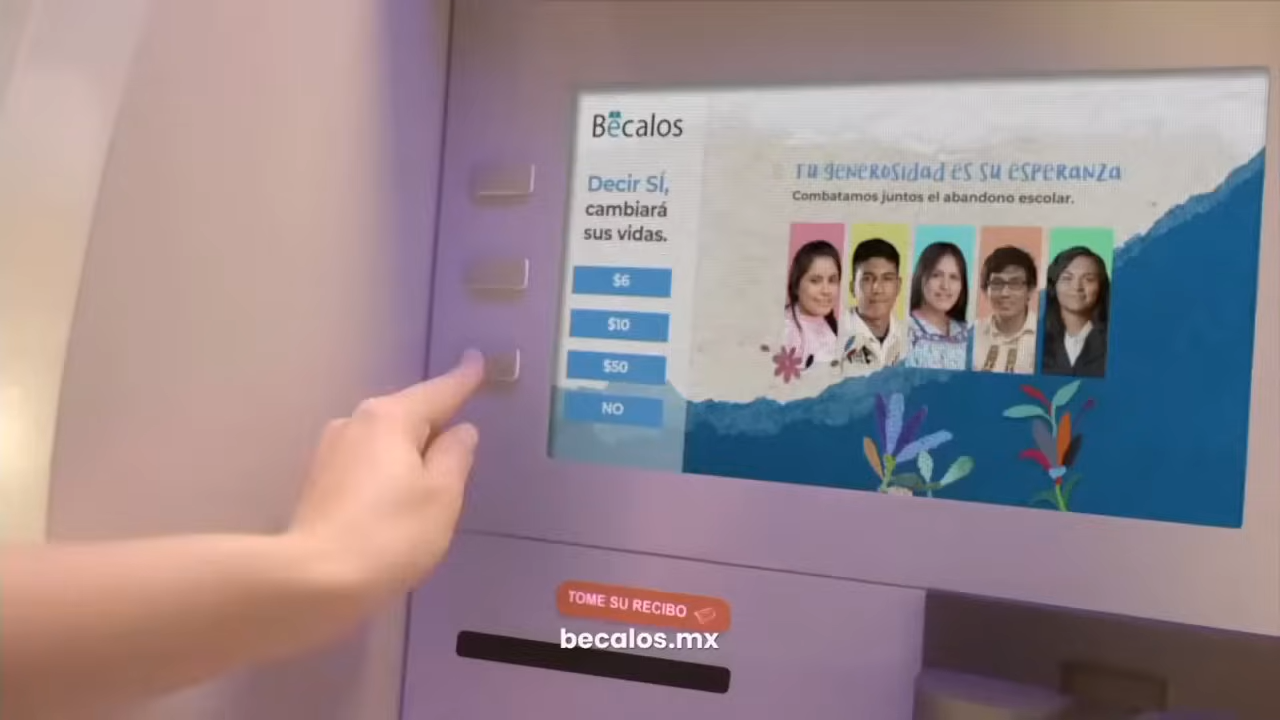 Bécalos
Decir SÍ,
cambiará
sus vidas.
$6
$10
$50
NO
Tu generosidad es su esperanza
Combatamos juntos el abandono escolar.
TOME SU RECIBO
becalos.mx